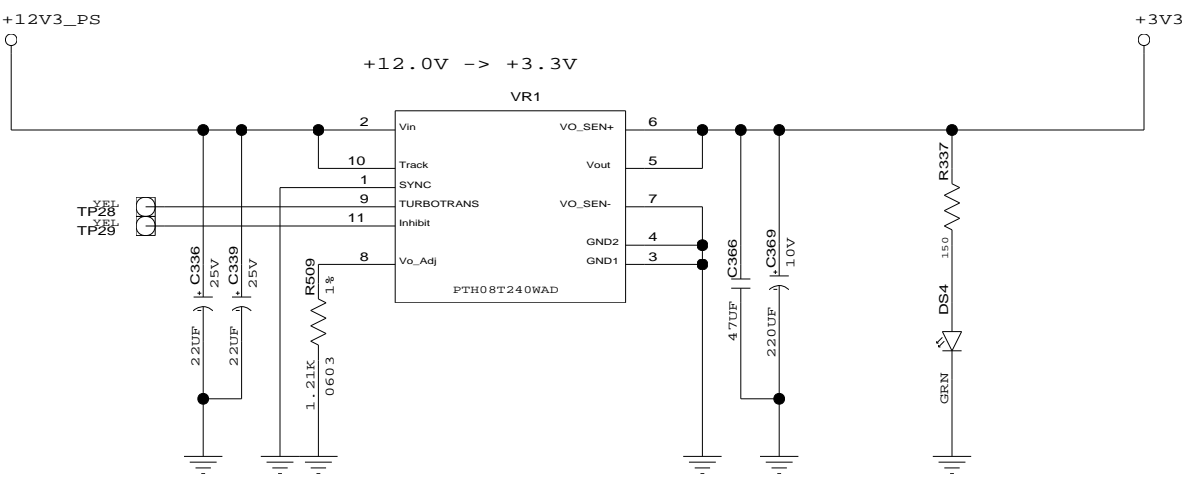 +12V3_PS
+3V3
+12.0V -> +3.3V
VR1
2 Vin
VO_SEN+ 6
10 Track
Vout 5
1 SYNC
9 TURBOTRANS
VO_SEN- 7
11 Inhibit
GND2 4
8 Vo_Adj
GND1 3
PTH08T240WAD
YEL
TP28
YEL
TP29
C336
25V
22UF
C339
25V
22UF
R509
1%
1.21K
0603
C366
47UF
C369
10V
220UF
R337
150
DS4
GRN